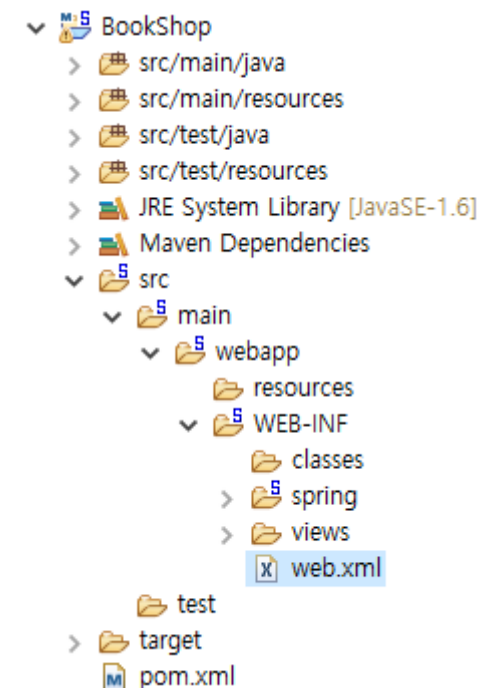 BookShop
src/main/java
src/main/resources
src/test/java
src/test/resources
JRE System Library [JavaSE-1.6]
Maven Dependencies
src
main
webapp
resources
WEB-INF
classes
spring
views
web.xml
test
target
pom.xml